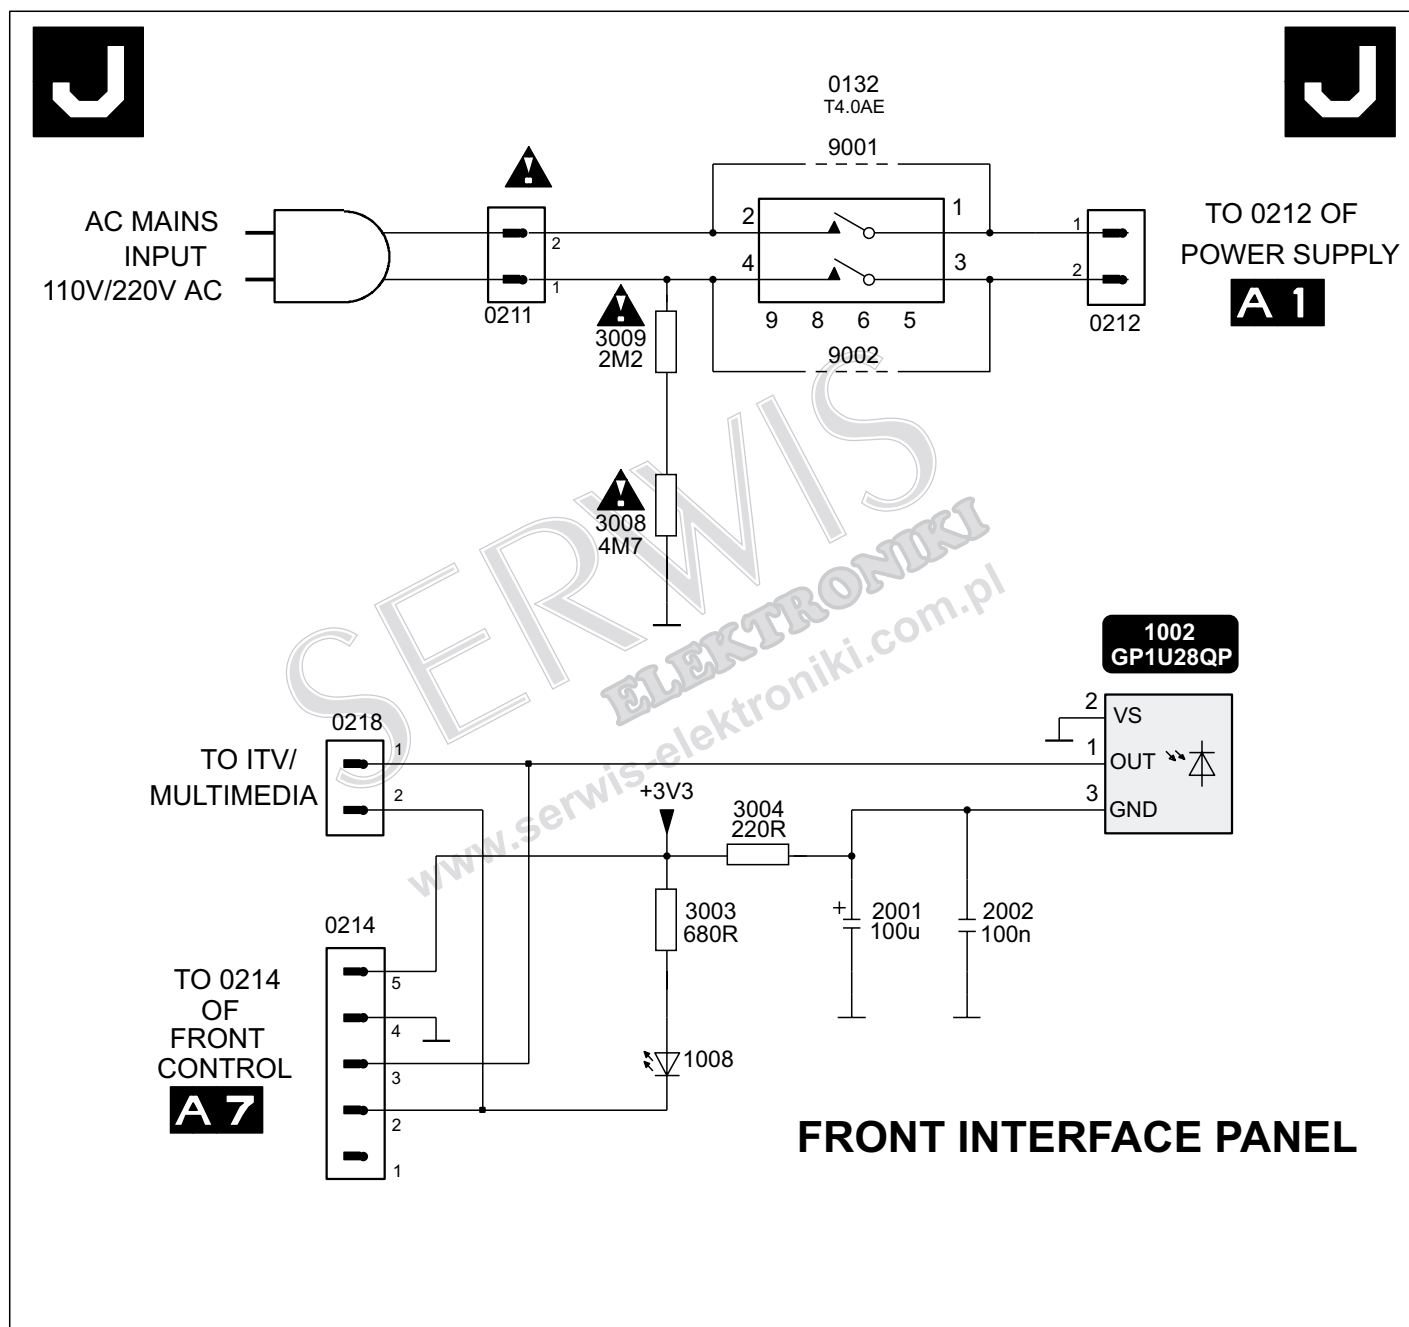 J
J
0132
T4.0AE
9001
AC MAINS
INPUT
110V/220V AC
2
1
0211
2
1
4
3
9 8 6 5
9002
1
2
0212
TO 0212 OF
POWER SUPPLY
A 1
3009
2M2
3008
4M7
SERWIS
ELEKTRONIKI
www.serwis-elektroniki.com.pl
1002
GP1U28QP
2
VS
1
OUT
3
GND
0218
1
2
TO ITV/
MULTIMEDIA
+3V3
3004
220R
3003
680R
+
2001
100u
2002
100n
1008
0214
5
4
3
2
1
TO 0214
OF
FRONT
CONTROL
A 7
FRONT INTERFACE PANEL